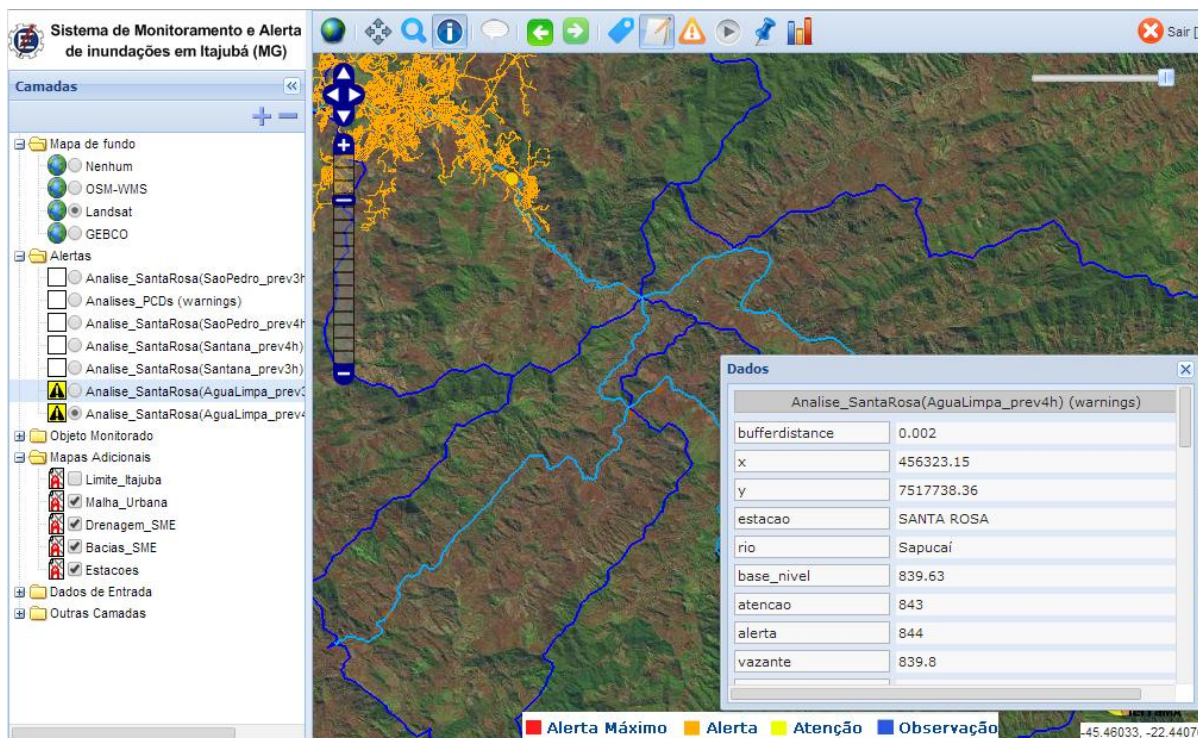 Sistema de Monitoramento e Alerta
de inundações em Itajubá (MG)
Sair [
Camadas
Mapa de fundo
Nenhum
OSM-WMS
Landsat
GEBCO
Alertas
Analise_SantaRosa(SaoPedro_prev3h
Analises_PCDs (warnings)
Analise_SantaRosa(SaoPedro_prev4h
Analise_SantaRosa(Santana_prev4h)
Analise_SantaRosa(Santana_prev3h)
Analise_SantaRosa(AguaLimpa_prev3
Analise_SantaRosa(AguaLimpa_prev4
Objeto Monitorado
Mapas Adicionais
Limite_Itajuba
Malha_Urbana
Drenagem_SME
Bacias_SME
Estacoes
Dados de Entrada
Outras Camadas
Dados
Analise_SantaRosa(AguaLimpa_prev4h) (warnings)
bufferdistance 0.002
x 456323.15
y 7517738.36
estacao SANTA ROSA
rio Sapucaí
base_nivel 839.63
atencao 843
alerta 844
vazante 839.8
Alerta Máximo Alerta Atenção Observação
-45.46033, -22.4407